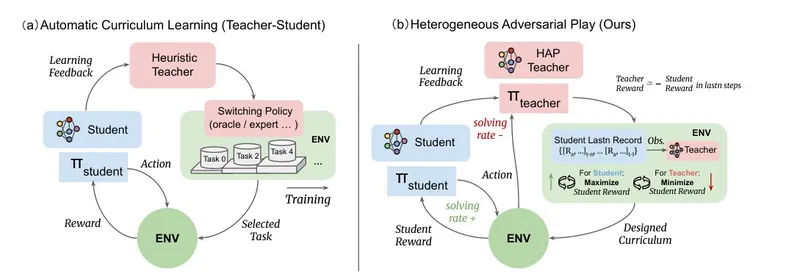 (a) Automatic Curriculum Learning (Teacher-Student)
Learning
Feedback
Heuristic
Teacher
Student
Switching Policy
(oracle / expert … )
ENV
Task 0
Task 2
Task 4
...
Training
πstudent
Action
Reward
ENV
Selected
Task
(b) Heterogeneous Adversarial Play (Ours)
HAP
Teacher
Learning
Feedback
πteacher
Teacher
Reward
≃ –
Student
Reward
in lastn steps
solving
rate -
Student
ENV
Student Lastn Record
Obs.
Teacher
For Student:
Maximize
Student Reward
For Teacher:
Minimize
Student Reward
πstudent
Action
solving
rate +
Student
Reward
ENV
Designed
Curriculum